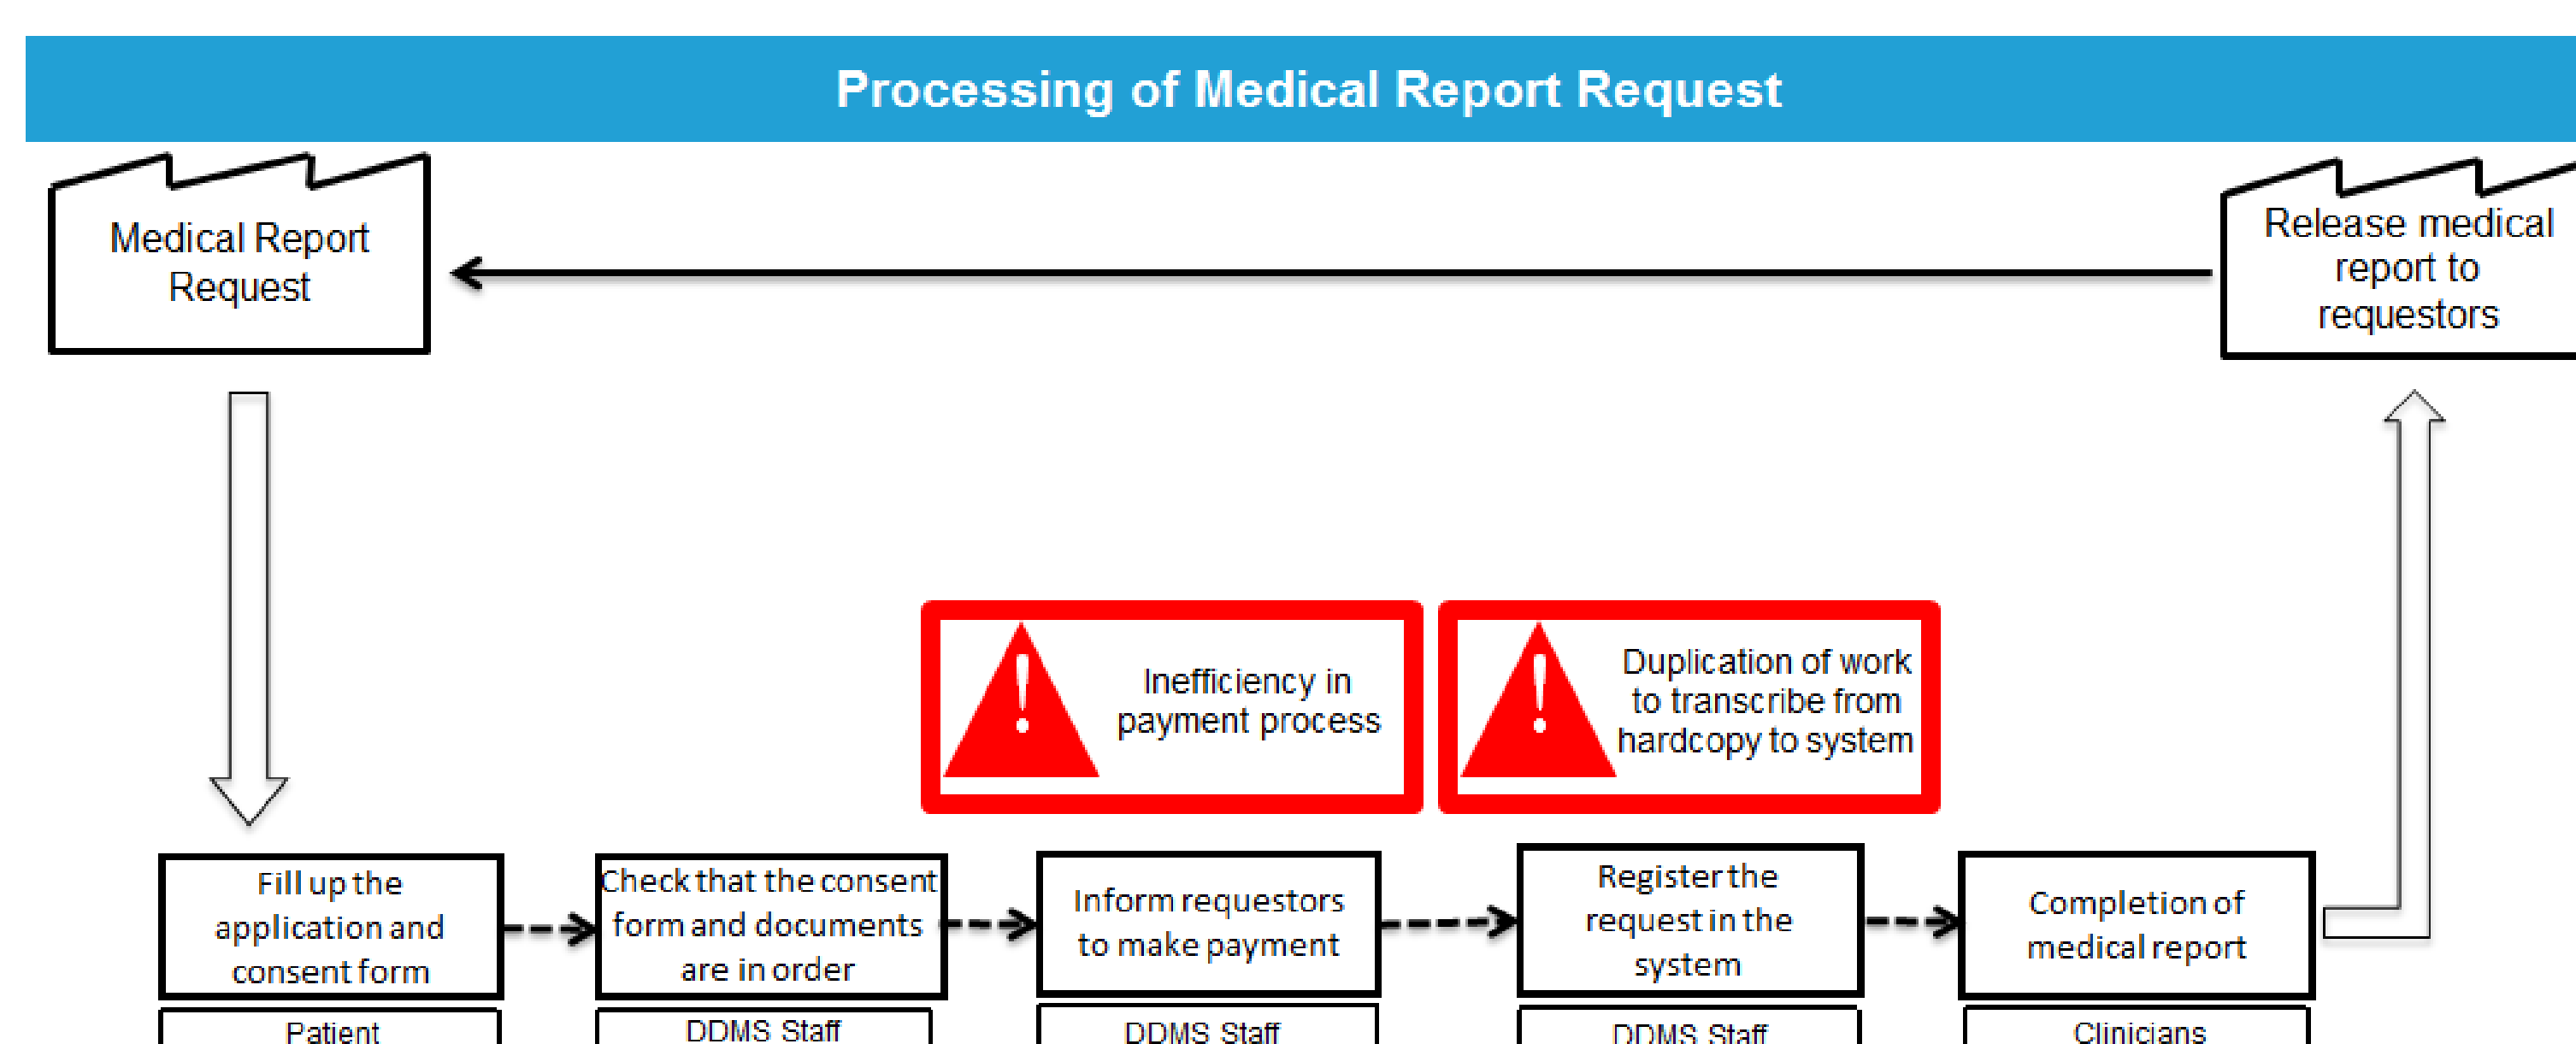 Processing of Medical Report Request
Medical Report
Request
Release medical
report to
requestors
Inefficiency in
payment process
Duplication of work
to transcribe from
hardcopy to system
Fill up the
application and
consent form
Check that the consent
form and documents
are in order
Inform requestors
to make payment
Register the
request in the
system
Completion of
medical report
Patient
DDMS Staff
DDMS Staff
DDMS Staff
Clinicians